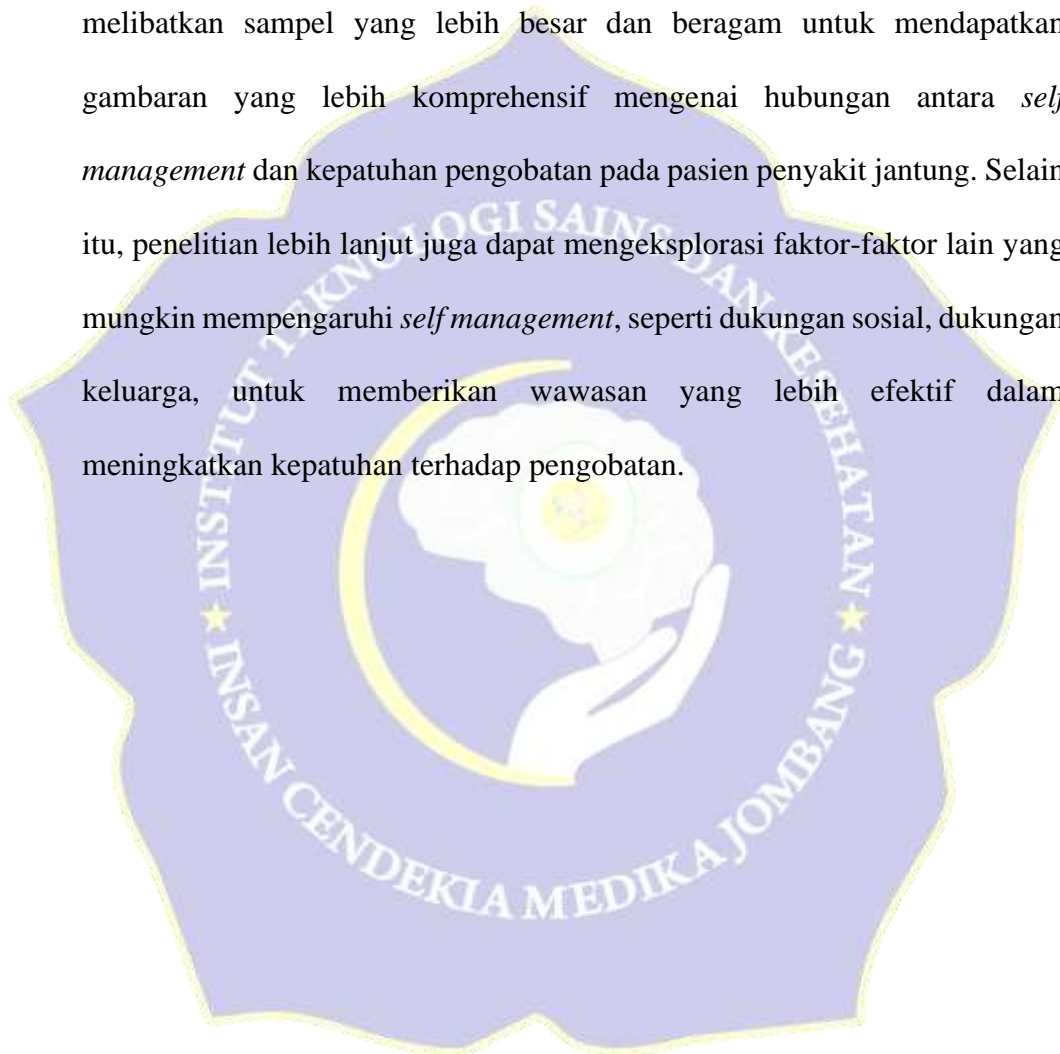 melibatkan sampel yang lebih besar dan beragam untuk mendapatkan
gambaran yang lebih komprehensif mengenai hubungan antara self
management dan kepatuhan pengobatan pada pasien penyakit jantung. Selain
itu, penelitian lebih lanjut juga dapat mengeksplorasi faktor-faktor lain yang
mungkin mempengaruhi self management, seperti dukungan sosial, dukungan
keluarga, untuk memberikan wawasan yang lebih efektif dalam
meningkatkan kepatuhan terhadap pengobatan.
INSTITUT TEKNOLOGI SAINS DAN KESEHATAN
INSAN CENDEKIA MEDIKA JOMBANG